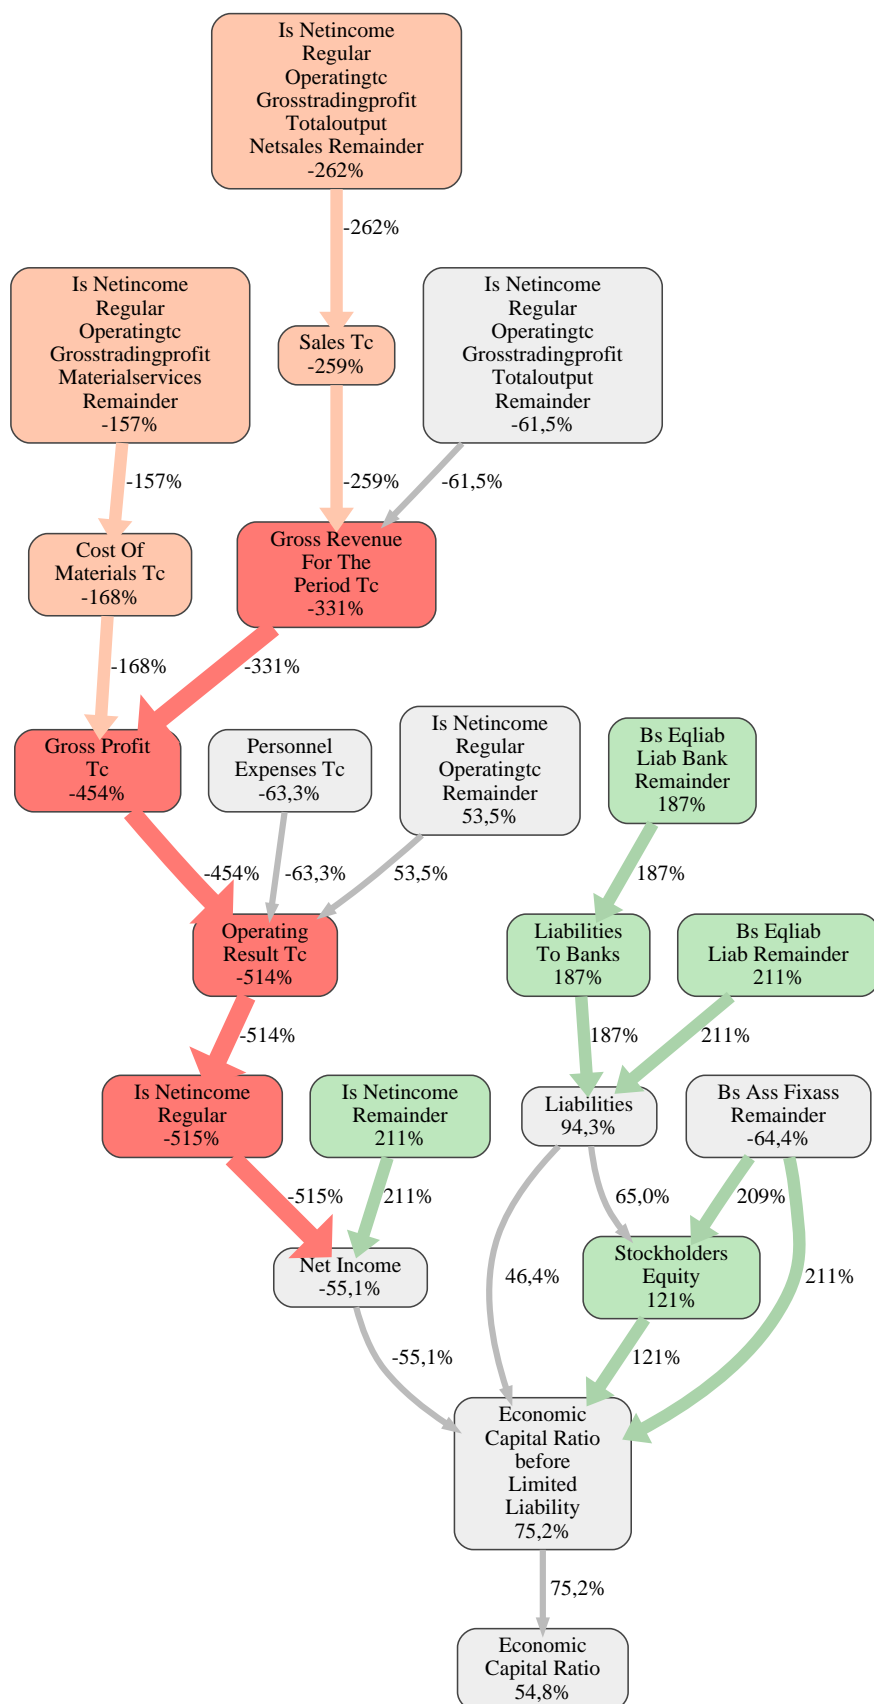 Is Netincome
Regular
Operatingtc
Grosstradingprofit
Totaloutput
Netsales Remainder
-262%
-262%
Is Netincome
Regular
Operatingtc
Grosstradingprofit
Materialservices
Remainder
-157%
Sales Tc
-259%
Is Netincome
Regular
Operatingtc
Grosstradingprofit
Totaloutput
Remainder
-61,5%
-157%
-259%
-61,5%
Cost Of
Materials Tc
-168%
Gross Revenue
For The
Period Tc
-331%
-168%
-331%
Gross Profit
Tc
-454%
Personnel
Expenses Tc
-63,3%
Is Netincome
Regular
Operatingtc
Remainder
53,5%
Bs Eqliab
Liab Bank
Remainder
187%
-454%
-63,3%
53,5%
187%
Operating
Result Tc
-514%
Liabilities
To Banks
187%
Bs Eqliab
Liab Remainder
211%
-514%
187%
211%
Is Netincome
Regular
-515%
Is Netincome
Remainder
211%
Liabilities
94,3%
Bs Ass Fixass
Remainder
-64,4%
-515%
211%
65,0%
209%
Net Income
-55,1%
46,4%
Stockholders
Equity
121%
211%
-55,1%
121%
Economic
Capital Ratio
before
Limited
Liability
75,2%
75,2%
Economic
Capital Ratio
54,8%